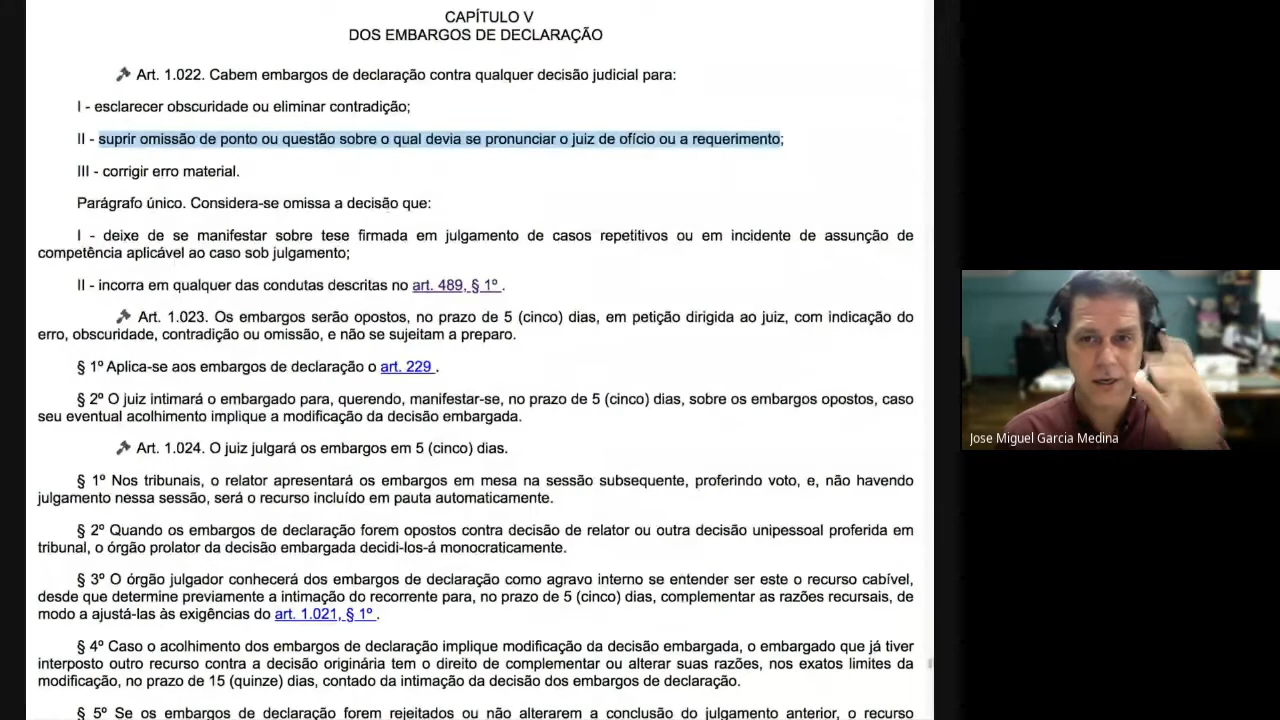 CAPÍTULO V
DOS EMBARGOS DE DECLARAÇÃO
Art. 1.022. Cabem embargos de declaração contra qualquer decisão judicial para:
I - esclarecer obscuridade ou eliminar contradição;
II - suprir omissão de ponto ou questão sobre o qual devia se pronunciar o juiz de ofício ou a requerimento;
III - corrigir erro material.
Parágrafo único. Considera-se omissa a decisão que:
I - deixe de se manifestar sobre tese firmada em julgamento de casos repetitivos ou em incidente de assunção de
competência aplicável ao caso sob julgamento;
II - incorra em qualquer das condutas descritas no art. 489, § 1º .
Art. 1.023. Os embargos serão opostos, no prazo de 5 (cinco) dias, em petição dirigida ao juiz, com indicação do
erro, obscuridade, contradição ou omissão, e não se sujeitam a preparo.
§ 1º Aplica-se aos embargos de declaração o art. 229 .
§ 2º O juiz intimará o embargado para, querendo, manifestar-se, no prazo de 5 (cinco) dias, sobre os embargos opostos, caso
seu eventual acolhimento implique a modificação da decisão embargada.
Art. 1.024. O juiz julgará os embargos em 5 (cinco) dias.
§ 1º Nos tribunais, o relator apresentará os embargos em mesa na sessão subsequente, proferindo voto, e, não havendo
julgamento nessa sessão, será o recurso incluído em pauta automaticamente.
§ 2º Quando os embargos de declaração forem opostos contra decisão de relator ou outra decisão unipessoal proferida em
tribunal, o órgão prolator da decisão embargada decidi-los-á monocraticamente.
§ 3º O órgão julgador conhecerá dos embargos de declaração como agravo interno se entender ser este o recurso cabível,
desde que determine previamente a intimação do recorrente para, no prazo de 5 (cinco) dias, complementar as razões recursais, de
modo a ajustá-las às exigências do art. 1.021, § 1º .
§ 4º Caso o acolhimento dos embargos de declaração implique modificação da decisão embargada, o embargado que já tiver
interposto outro recurso contra a decisão originária tem o direito de complementar ou alterar suas razões, nos exatos limites da
modificação, no prazo de 15 (quinze) dias, contado da intimação da decisão dos embargos de declaração.
§ 5º Se os embargos de declaração forem rejeitados ou não alterarem a conclusão do julgamento anterior, o recurso
Jose Miguel Garcia Medina